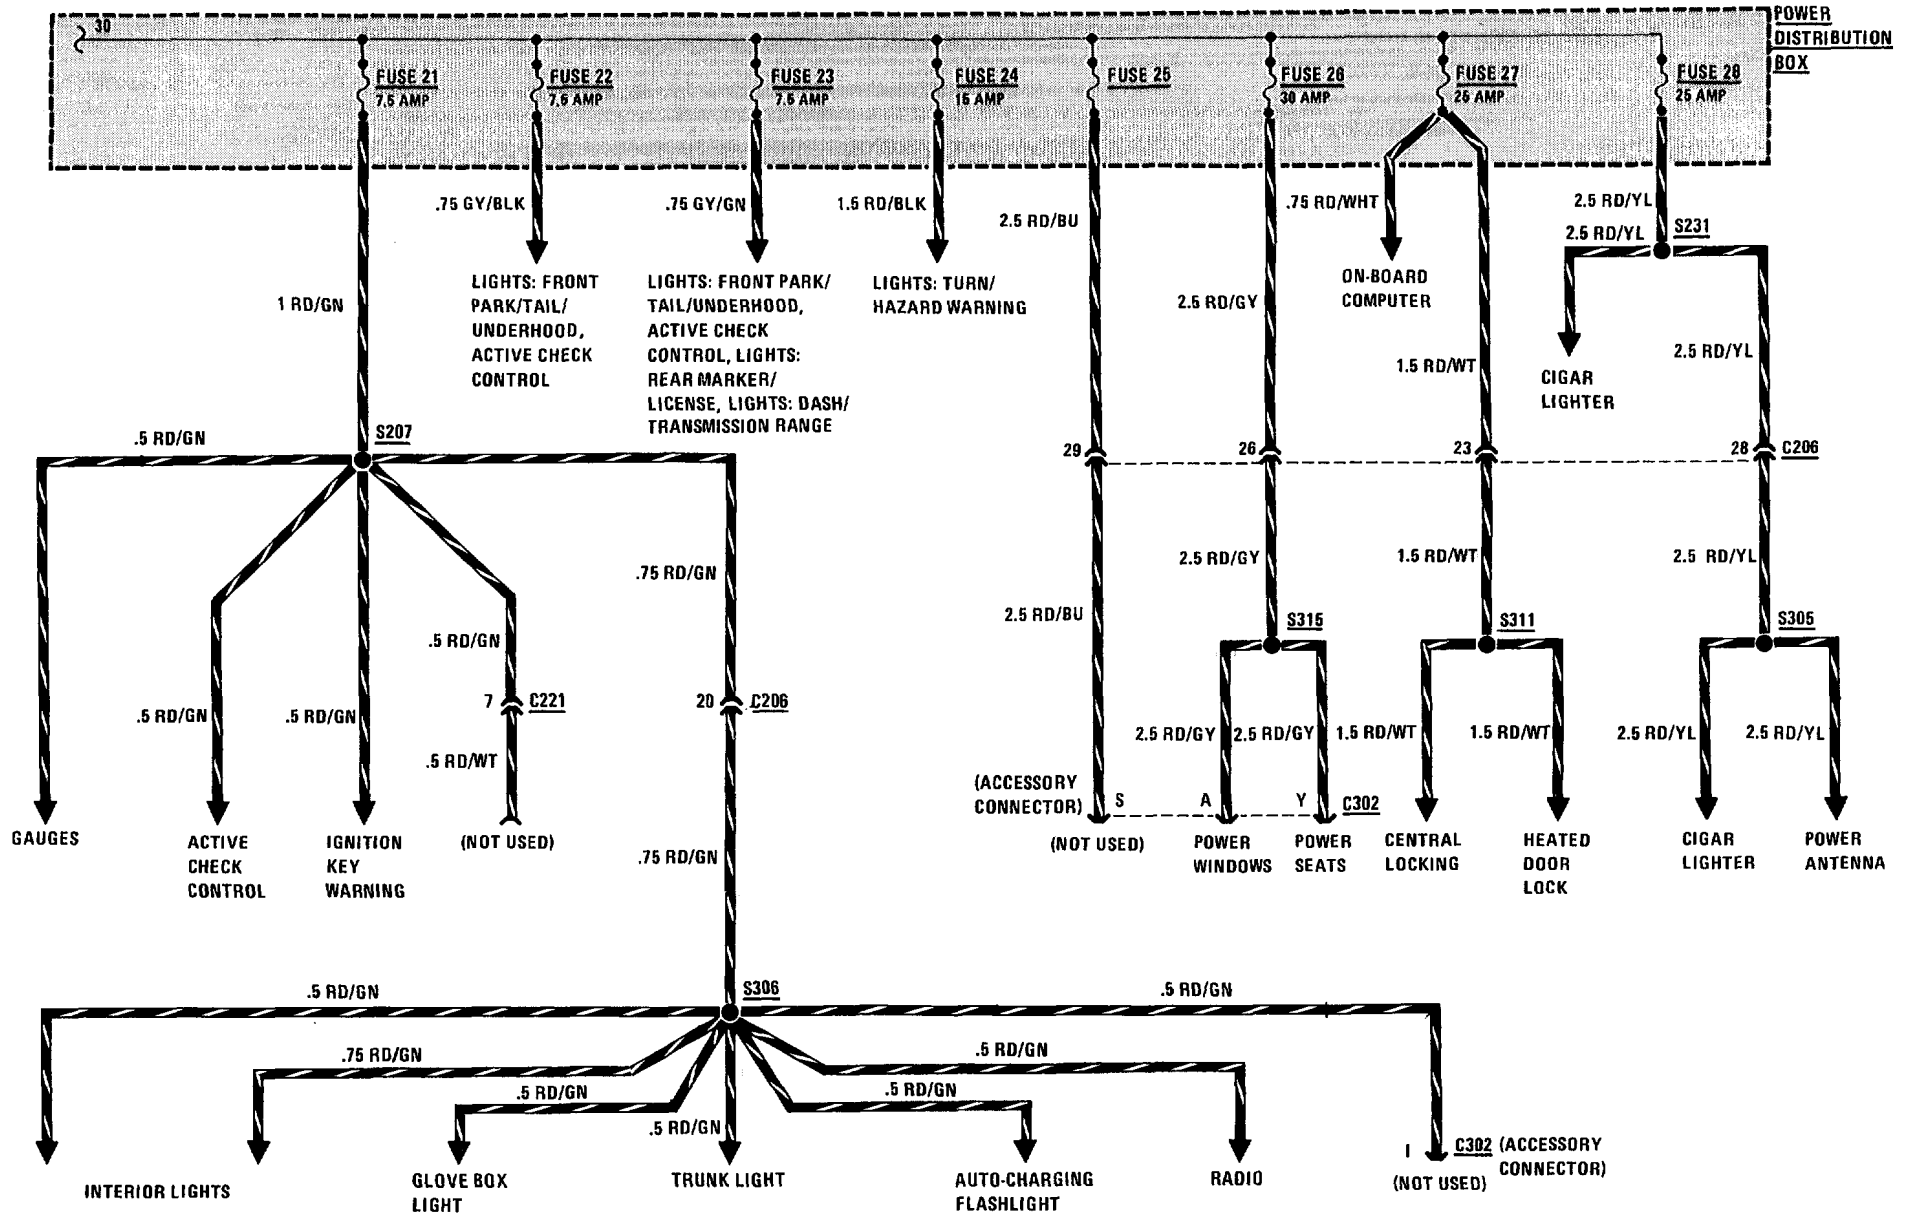 30
POWER
DISTRIBUTION
BOX
FUSE 21
7.5 AMP
FUSE 22
7.5 AMP
FUSE 23
7.5 AMP
FUSE 24
15 AMP
FUSE 25
FUSE 26
30 AMP
FUSE 27
25 AMP
FUSE 28
25 AMP
.75 GY/BLK
.75 GY/GN
1.5 RD/BLK
2.5 RD/BU
.75 RD/WHT
2.5 RD/YL
2.5 RD/YL
S231
1 RD/GN
LIGHTS: FRONT
PARK/TAIL/
UNDERHOOD,
ACTIVE CHECK
CONTROL
LIGHTS: FRONT PARK/
TAIL/UNDERHOOD,
ACTIVE CHECK
CONTROL, LIGHTS:
REAR MARKER/
LICENSE, LIGHTS: DASH/
TRANSMISSION RANGE
LIGHTS: TURN/
HAZARD WARNING
2.5 RD/GY
ON-BOARD
COMPUTER
1.5 RD/WT
CIGAR
LIGHTER
2.5 RD/YL
.5 RD/GN
S207
29
26
23
28
C206
.75 RD/GN
2.5 RD/BU
2.5 RD/GY
1.5 RD/WT
2.5 RD/YL
S315
S311
S305
.5 RD/GN
.5 RD/GN
.5 RD/GN
7
C221
20
C206
.5 RD/WT
2.5 RD/GY
2.5 RD/GY
1.5 RD/WT
1.5 RD/WT
2.5 RD/YL
2.5 RD/YL
(ACCESSORY
CONNECTOR)
S
A
Y
C302
GAUGES
ACTIVE
CHECK
CONTROL
IGNITION
KEY
WARNING
(NOT USED)
(NOT USED)
POWER
WINDOWS
POWER
SEATS
CENTRAL
LOCKING
HEATED
DOOR
LOCK
CIGAR
LIGHTER
POWER
ANTENNA
.75 RD/GN
S306
.5 RD/GN
.5 RD/GN
.75 RD/GN
.5 RD/GN
.5 RD/GN
.5 RD/GN
.5 RD/GN
INTERIOR LIGHTS
GLOVE BOX
LIGHT
TRUNK LIGHT
AUTO-CHARGING
FLASHLIGHT
RADIO
I
C302 (ACCESSORY
CONNECTOR)
(NOT USED)